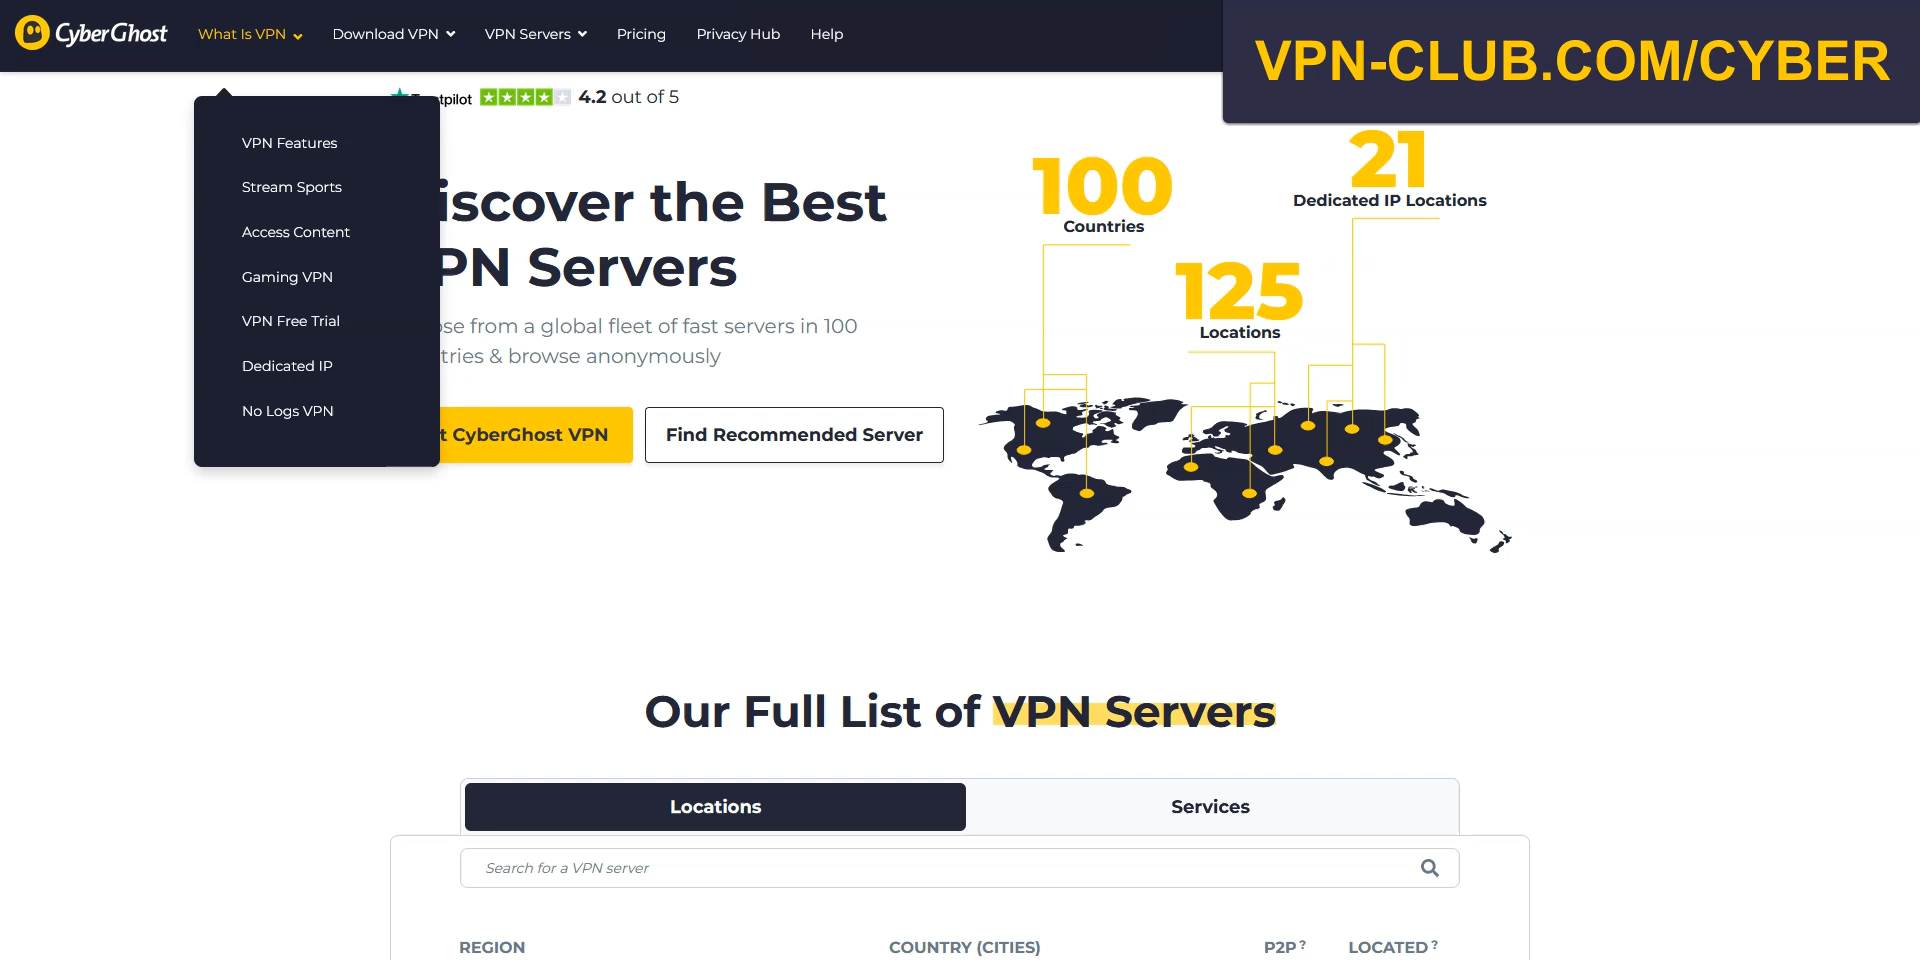 CyberGhost
What Is VPN
Download VPN
VPN Servers
Pricing
Privacy Hub
Help
VPN-CLUB.COM/CYBER
tpilot
4.2 out of 5
VPN Features
Stream Sports
Access Content
Gaming VPN
VPN Free Trial
Dedicated IP
No Logs VPN
iscover the Best
PN Servers
ose from a global fleet of fast servers in 100
tries & browse anonymously
t CyberGhost VPN
Find Recommended Server
100
Countries
21
Dedicated IP Locations
125
Locations
Our Full List of VPN Servers
Locations
Services
Search for a VPN server
REGION
COUNTRY (CITIES)
P2P ?
LOCATED ?